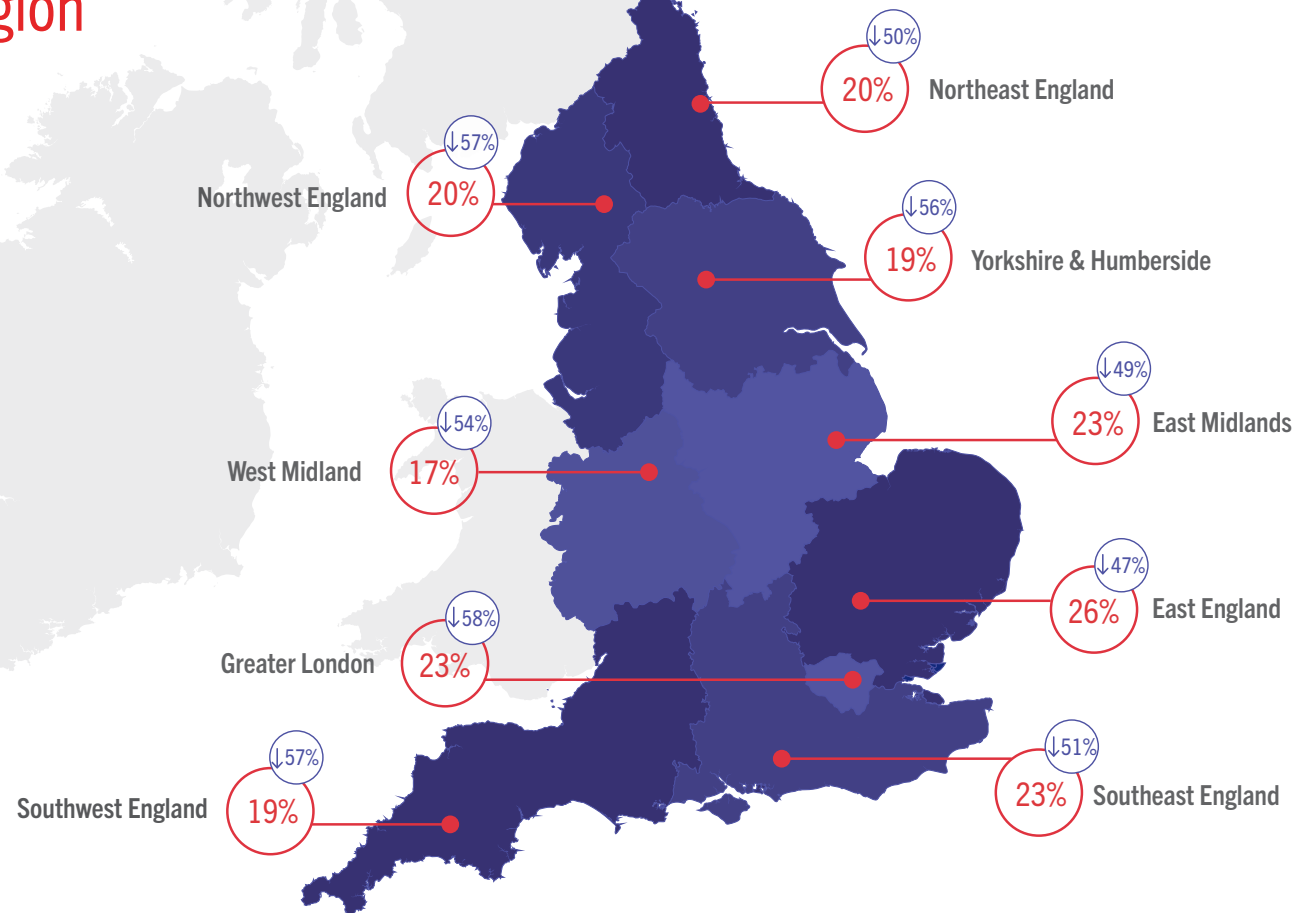 gion
↓50%
20%
Northeast England
↓57%
20%
Northwest England
↓56%
19%
Yorkshire & Humberside
↓49%
23%
East Midlands
↓54%
17%
West Midland
↓47%
26%
East England
↓58%
23%
Greater London
↓51%
23%
Southeast England
↓57%
19%
Southwest England